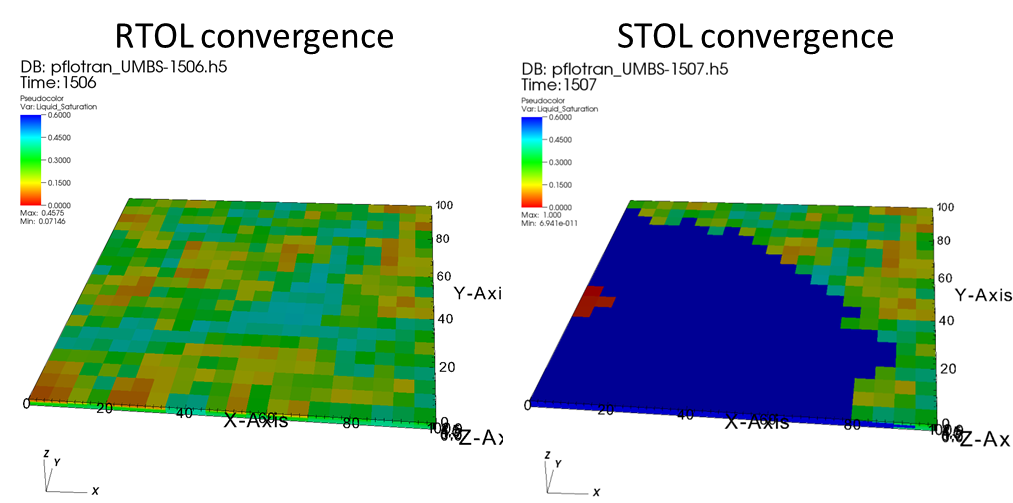 RTOL convergence
DB: pflotran_UMBS-1506.h5
Time:1506
Pseudocolor
Var: Liquid_Saturation
0.6000
0.4500
0.3000
0.1500
0.0000
Max: 0.4575
Min: 0.07146
100
80
60
Y-Axi
40
20
0
20
40
60
X-Axis
80
Z-Ax
Z
Y
X
STOL convergence
DB: pflotran_UMBS-1507.h5
Time:1507
Pseudocolor
Var: Liquid_Saturation
0.6000
0.4500
0.3000
0.1500
0.0000
Max: 1.000
Min: 6.941e-011
100
80
60
Y-Axis
40
20
0
20
40
60
X-Axis
80
Z-Ax
Z
Y
X